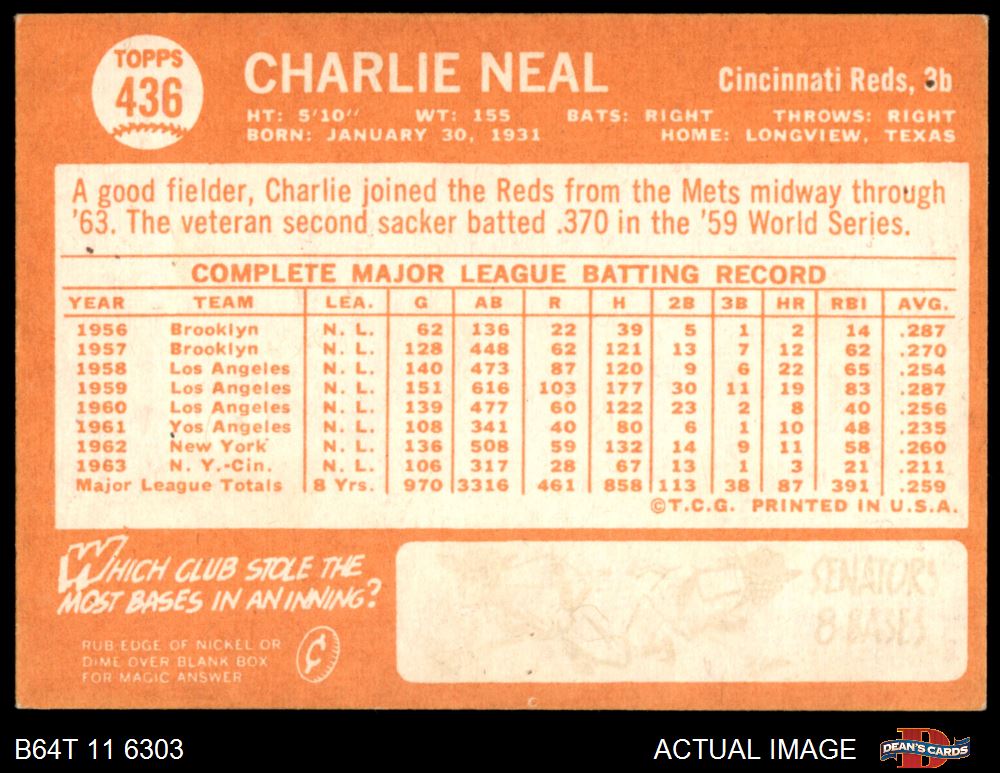 TOPPS
436
CHARLIE NEAL
Cincinnati Reds, 3b
HT: 5'10" WT: 155 BATS: RIGHT THROWS: RIGHT
BORN: JANUARY 30, 1931 HOME: LONGVIEW, TEXAS
A good fielder, Charlie joined the Reds from the Mets midway through
'63. The veteran second sacker batted .370 in the '59 World Series.
COMPLETE MAJOR LEAGUE BATTING RECORD
YEAR TEAM LEA. G AB R H 2B 3B HR RBI AVG.
1956 Brooklyn N. L. 62 136 22 39 5 1 2 14 .287
1957 Brooklyn N. L. 128 448 62 121 13 7 12 62 .270
1958 Los Angeles N. L. 140 473 87 120 9 6 22 65 .254
1959 Los Angeles N. L. 151 616 103 177 30 11 19 83 .287
1960 Los Angeles N. L. 139 477 60 122 23 2 8 40 .256
1961 Yos Angeles N. L. 108 341 40 80 6 1 10 48 .235
1962 New York N. L. 136 508 59 132 14 9 11 58 .260
1963 N. Y.-Cin. N. L. 106 317 28 67 13 1 3 21 .211
Major League Totals 8 Yrs. 970 3316 461 858 113 38 87 391 .259
©T.C.G. PRINTED IN U.S.A.
WHICH CLUB STOLE THE
MOST BASES IN AN INNING?
RUB EDGE OF NICKEL OR
DIME OVER BLANK BOX
FOR MAGIC ANSWER
¢
SENATORS
8 BASES
B64T 11 6303
ACTUAL IMAGE
DEAN'S CARDS